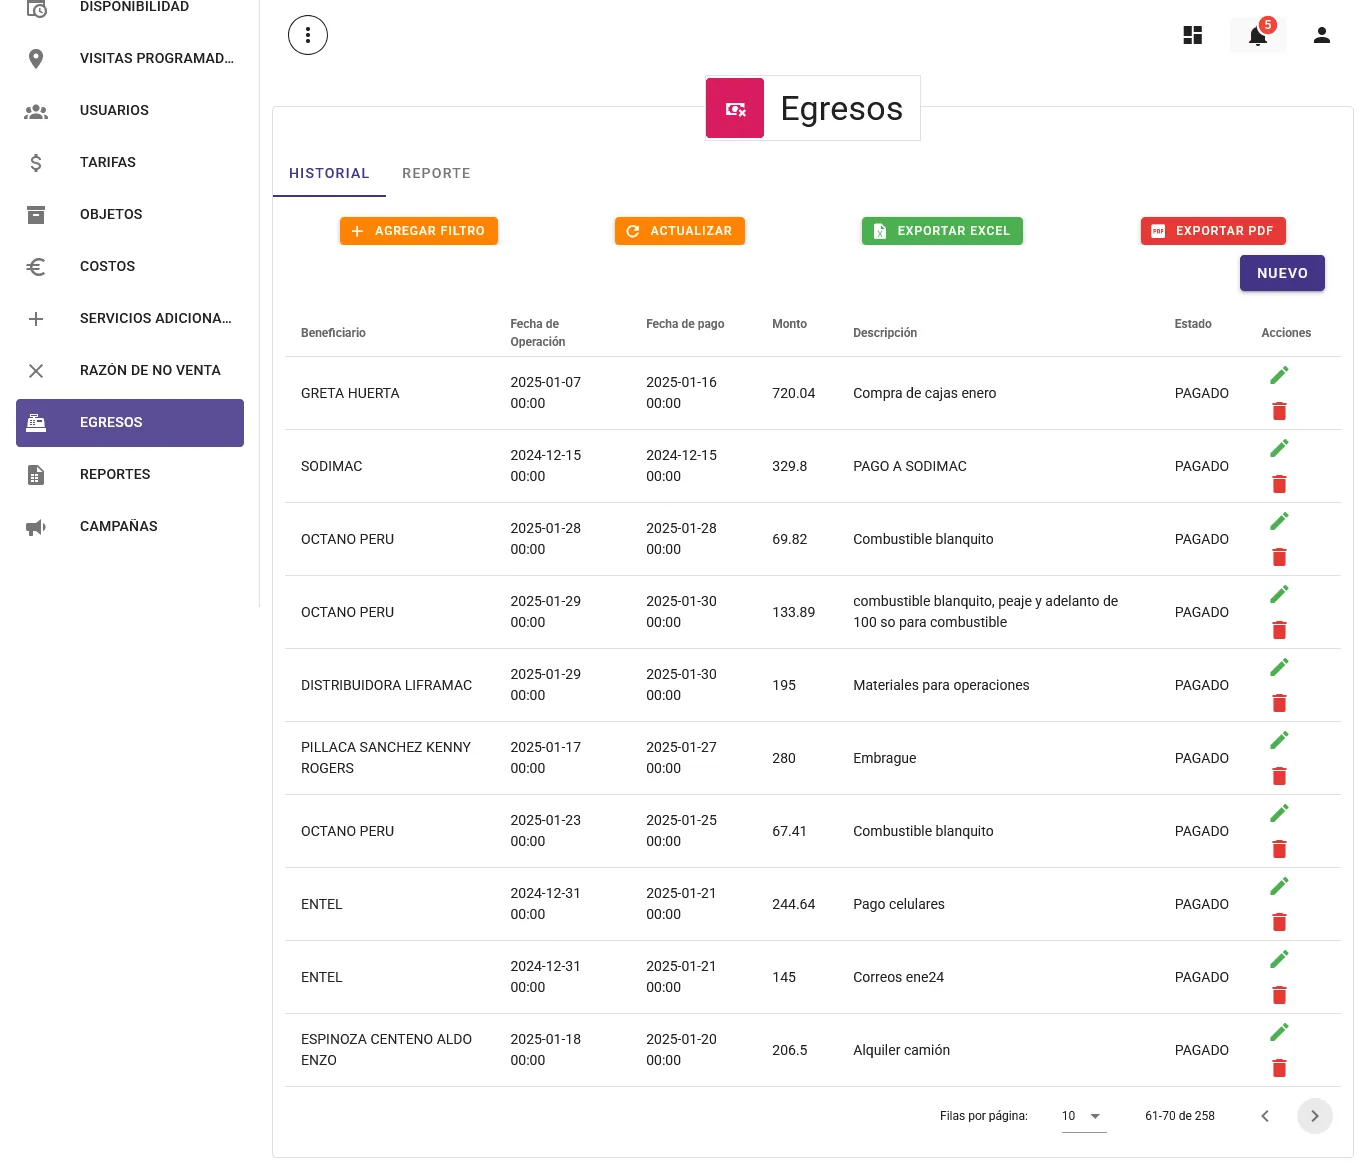 DISPONIBILIDAD
VISITAS PROGRAMAD...
USUARIOS
TARIFAS
OBJETOS
COSTOS
SERVICIOS ADICIONA...
RAZÓN DE NO VENTA
EGRESOS
REPORTES
CAMPAÑAS
5
Egresos
HISTORIAL REPORTE
AGREGAR FILTRO ACTUALIZAR EXPORTAR EXCEL PDF EXPORTAR PDF
NUEVO
Beneficiario Fecha de Operación Fecha de pago Monto Descripción Estado Acciones
GRETA HUERTA 2025-01-07 00:00 2025-01-16 00:00 720.04 Compra de cajas enero PAGADO
SODIMAC 2024-12-15 00:00 2024-12-15 00:00 329.8 PAGO A SODIMAC PAGADO
OCTANO PERU 2025-01-28 00:00 2025-01-28 00:00 69.82 Combustible blanquito PAGADO
OCTANO PERU 2025-01-29 00:00 2025-01-30 00:00 133.89 combustible blanquito, peaje y adelanto de 100 so para combustible PAGADO
DISTRIBUIDORA LIFRAMAC 2025-01-29 00:00 2025-01-30 00:00 195 Materiales para operaciones PAGADO
PILLACA SANCHEZ KENNY ROGERS 2025-01-17 00:00 2025-01-27 00:00 280 Embrague PAGADO
OCTANO PERU 2025-01-23 00:00 2025-01-25 00:00 67.41 Combustible blanquito PAGADO
ENTEL 2024-12-31 00:00 2025-01-21 00:00 244.64 Pago celulares PAGADO
ENTEL 2024-12-31 00:00 2025-01-21 00:00 145 Correos ene24 PAGADO
ESPINOZA CENTENO ALDO ENZO 2025-01-18 00:00 2025-01-20 00:00 206.5 Alquiler camión PAGADO
Filas por página: 10 61-70 de 258